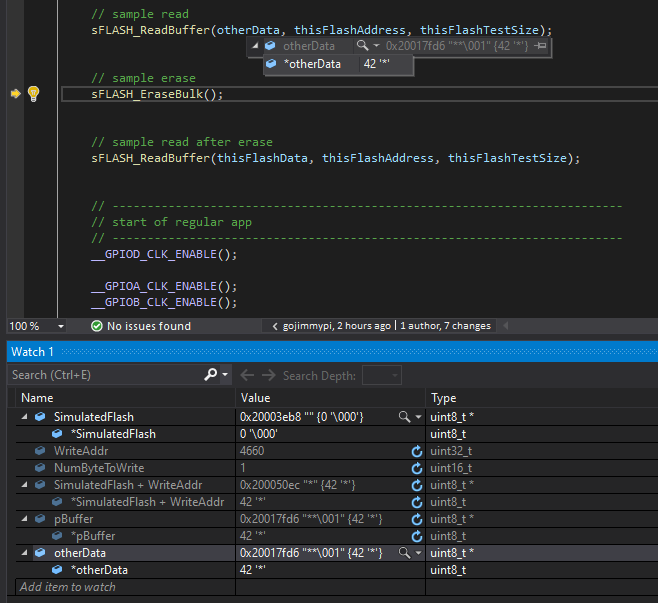 // sample read
sFLASH_ReadBuffer(otherData, thisFlashAddress, thisFlashTestSize);
otherData 0x20017fd6 "**\001" {42 '*'}
*otherData 42 '*'
// sample erase
sFLASH_EraseBulk();
// sample read after erase
sFLASH_ReadBuffer(thisFlashData, thisFlashAddress, thisFlashTestSize);
// -------------------------------------------------------------------------
// start of regular app
// -------------------------------------------------------------------------
__GPIOD_CLK_ENABLE();
__GPIOA_CLK_ENABLE();
__GPIOB_CLK_ENABLE();
100 % No issues found gojimmypi, 2 hours ago | 1 author, 7 changes
Watch 1
Search (Ctrl+E) Search Depth:
Name Value Type
SimulatedFlash 0x20003eb8 "" {0 '\000'} uint8_t *
*SimulatedFlash 0 '\000' uint8_t
WriteAddr 4660 uint32_t
NumByteToWrite 1 uint16_t
SimulatedFlash + WriteAddr 0x200050ec "*" {42 '*'} uint8_t *
*SimulatedFlash + WriteAddr 42 '*' uint8_t
pBuffer 0x20017fd6 "**\001" {42 '*'} uint8_t *
*pBuffer 42 '*' uint8_t
otherData 0x20017fd6 "**\001" {42 '*'} uint8_t *
*otherData 42 '*' uint8_t
Add item to watch